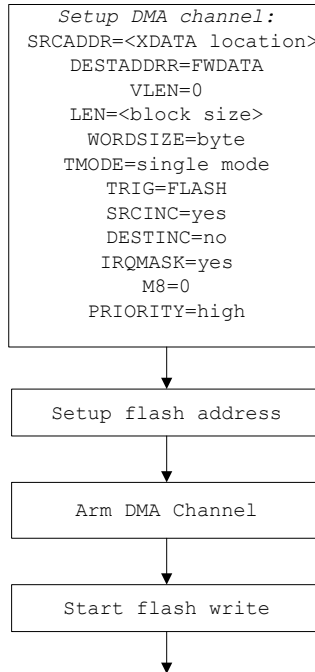 Setup DMA channel:
SRCADDR=<XDATA location>
DESTADDRR=FWDATA
VLEN=0
LEN=<block size>
WORDSIZE=byte
TMODE=single mode
TRIG=FLASH
SRCINC=yes
DESTINC=no
IRQMASK=yes
M8=0
PRIORITY=high
Setup flash address
Arm DMA Channel
Start flash write